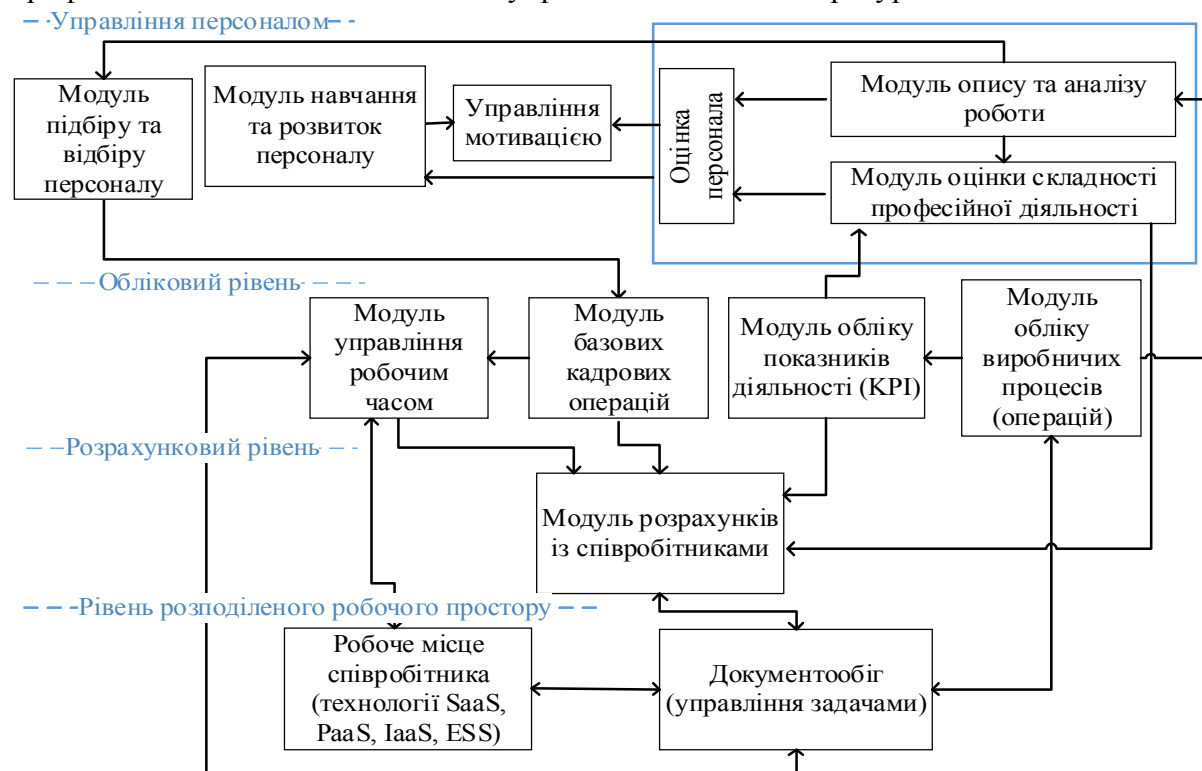 Управління персоналом
Модуль
підбіру та
відбіру
персоналу
Модуль навчання
та розвиток
персоналу
Управління
мотивацією
Оцінка
персонала
Модуль опису та аналізу
роботи
Модуль оцінки складності
професійної діяльності
Обліковий рівень
Модуль
управління
робочим
часом
Модуль
базових
кадрових
операцій
Модуль обліку
показників
діяльності (KPI)
Модуль
обліку
виробничих
процесів
(операцій)
Розрахунковий рівень
Модуль розрахунків
із співробітниками
Рівень розподіленого робочого простору
Робоче місце
співробітника
(технології SaaS,
PaaS, IaaS, ESS)
Документообіг
(управління задачами)